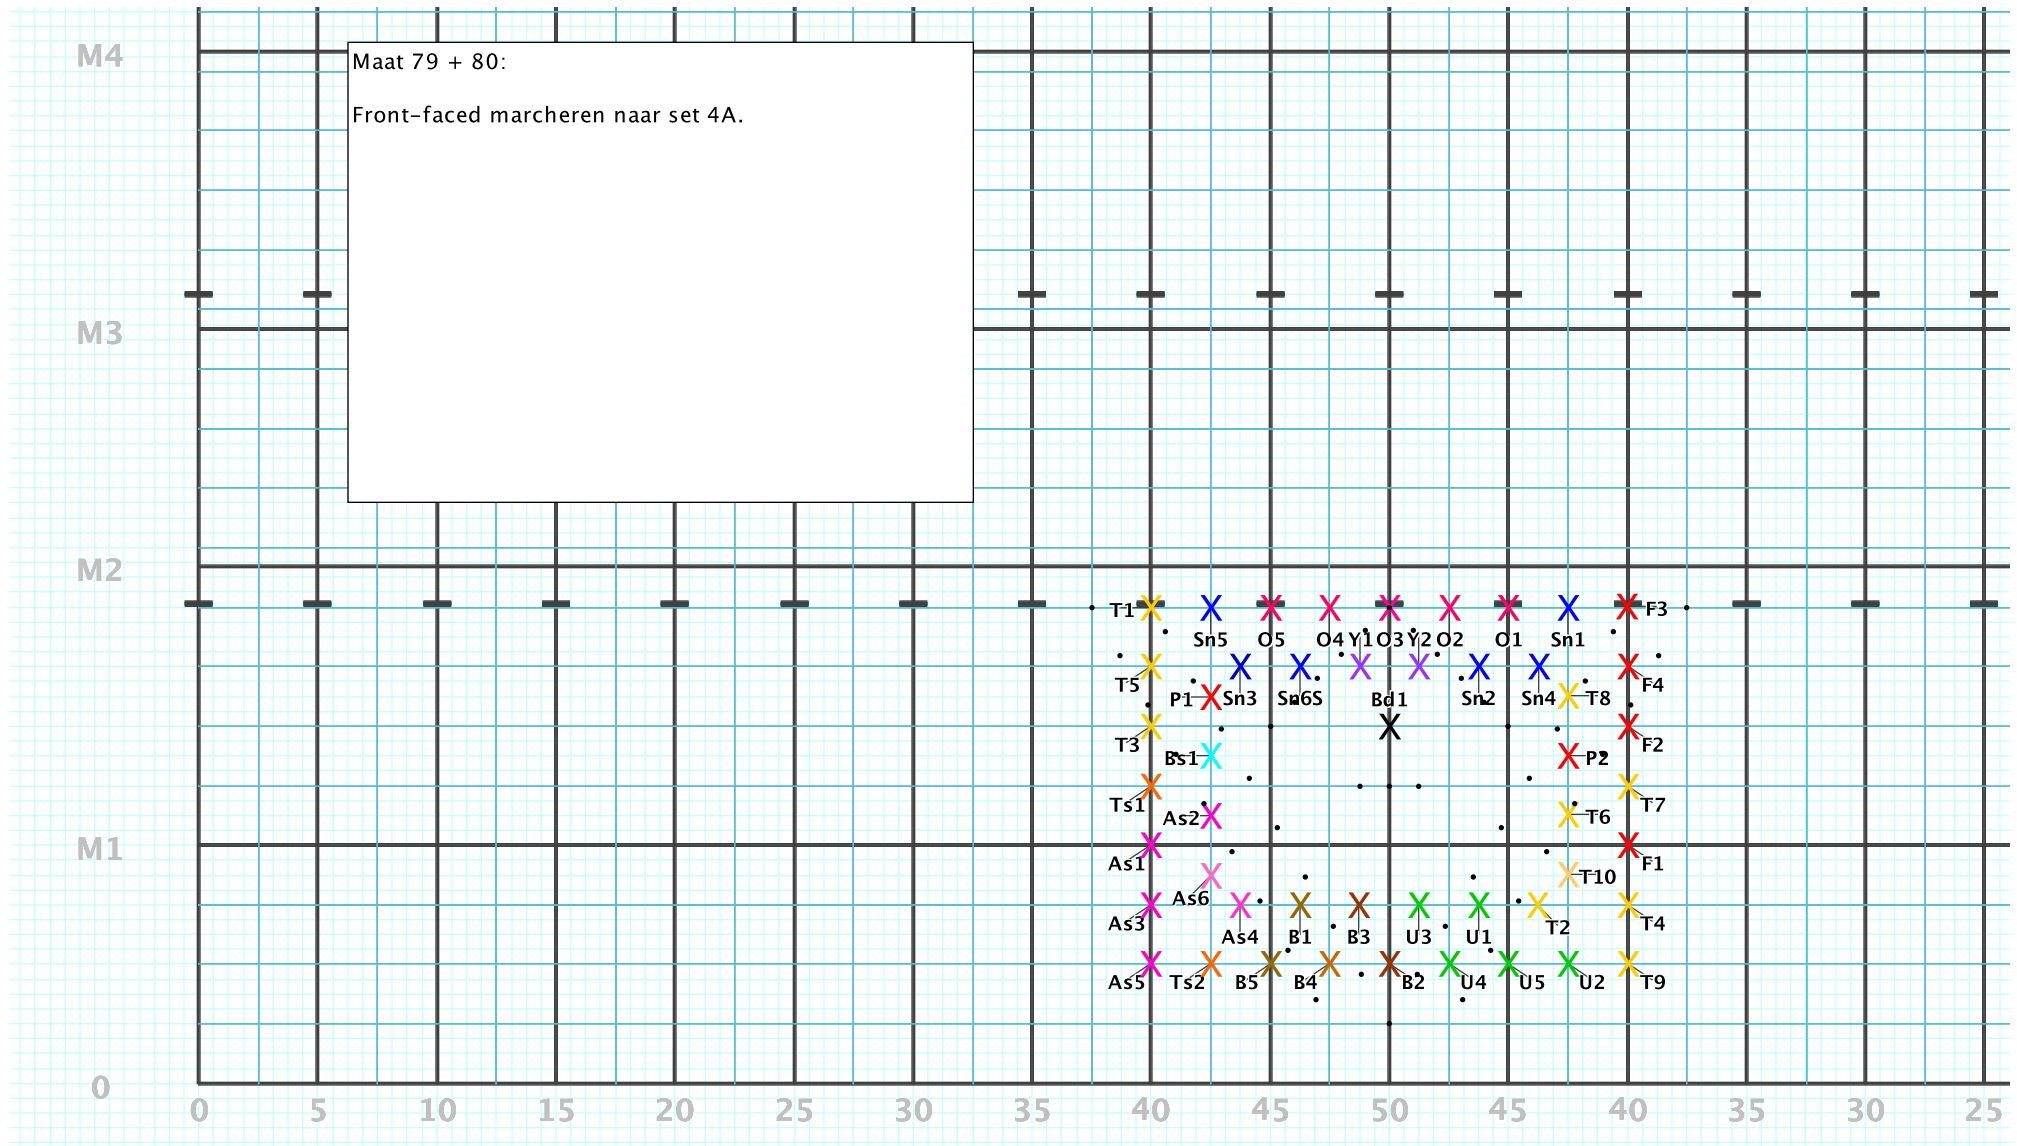 M4
Maat 79 + 80:
Front-faced marcheren naar set 4A.
M3
M2
T1 F3
Sn5 O5 O4 Y1 O3 Y2 O2 O1 Sn1
T5 F4
P1 Sn3 Sn6 S Bd1 Sn2 Sn4 T8
T3 F2
Bs1 P2
Ts1 T7
As2 T6
M1
As1 F1
As6 T10
As3 T4
As4 B1 B3 U3 U1 T2
As5 Ts2 B5 B4 B2 U4 U5 U2 T9
0
0 5 10 15 20 25 30 35 40 45 50 45 40 35 30 25